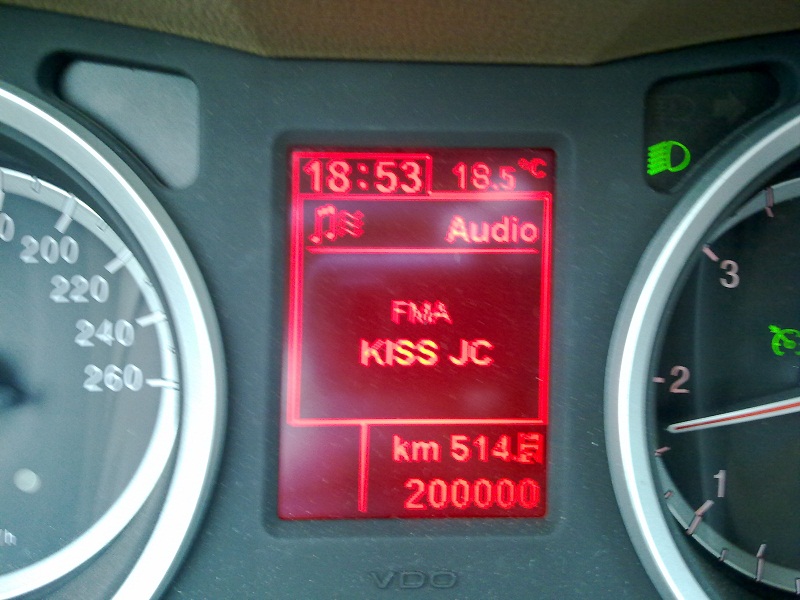 18:53 18.5°C
Audio
FMA
KISS JC
km 514.
200000
VDO
200
220
240
260
3
2
1